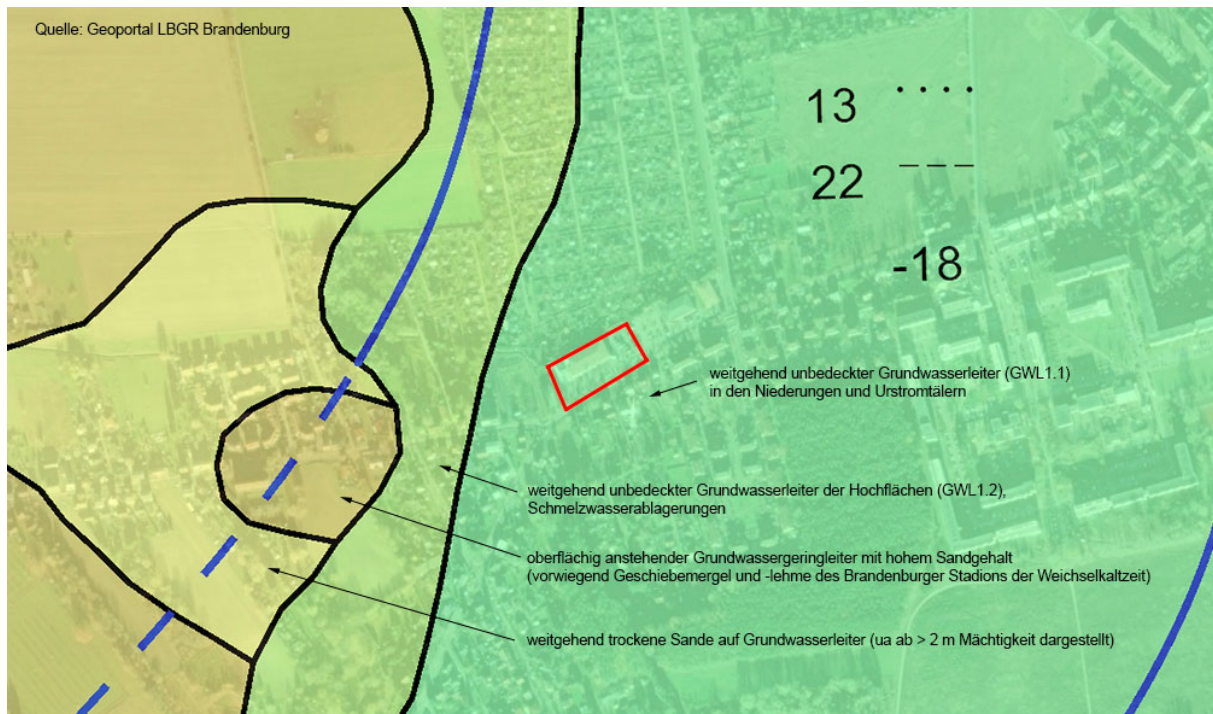 Quelle: Geoportal LBGR Brandenburg
13
22
-18
weitgehend unbedeckter Grundwasserleiter (GWL1.1)
in den Niederungen und Urstromtälern
weitgehend unbedeckter Grundwasserleiter der Hochflächen (GWL1.2),
Schmelzwasserablagerungen
oberflächig anstehender Grundwassergeringleiter mit hohem Sandgehalt
(vorwiegend Geschiebemergel und -lehme des Brandenburger Stadions der Weichselkaltzeit)
weitgehend trockene Sande auf Grundwasserleiter (ua ab > 2 m Mächtigkeit dargestellt)